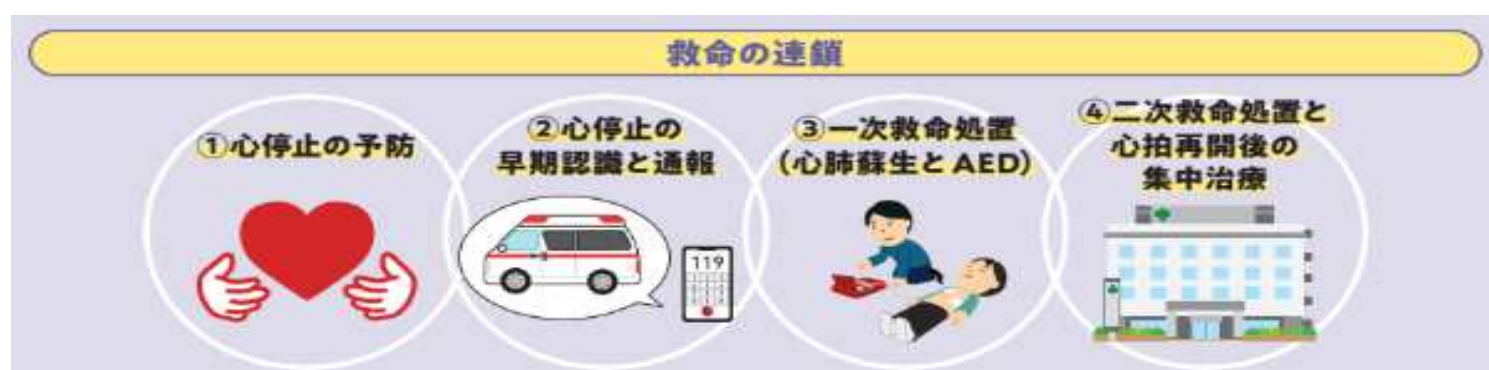 救命の連鎖
①心停止の予防
②心停止の
早期認識と通報
③一次救命処置
(心肺蘇生とAED)
④二次救命処置と
心拍再開後の
集中治療
119